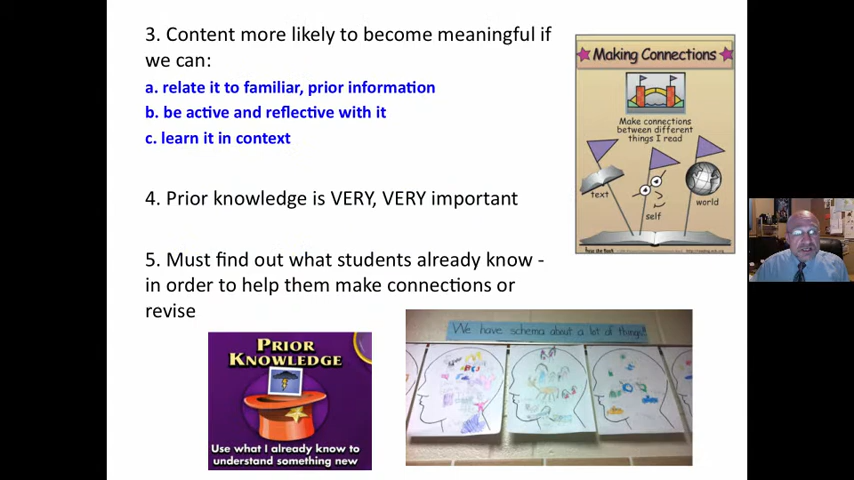 3. Content more likely to become meaningful if
we can:
a. relate it to familiar, prior information
b. be active and reflective with it
c. learn it in context
4. Prior knowledge is VERY, VERY important
5. Must find out what students already know -
in order to help them make connections or
revise
Making Connections
Make connections
between different
things I read
text
self
world
PRIOR
KNOWLEDGE
Use what I already know to
understand something new
We have schema about a lot of things!